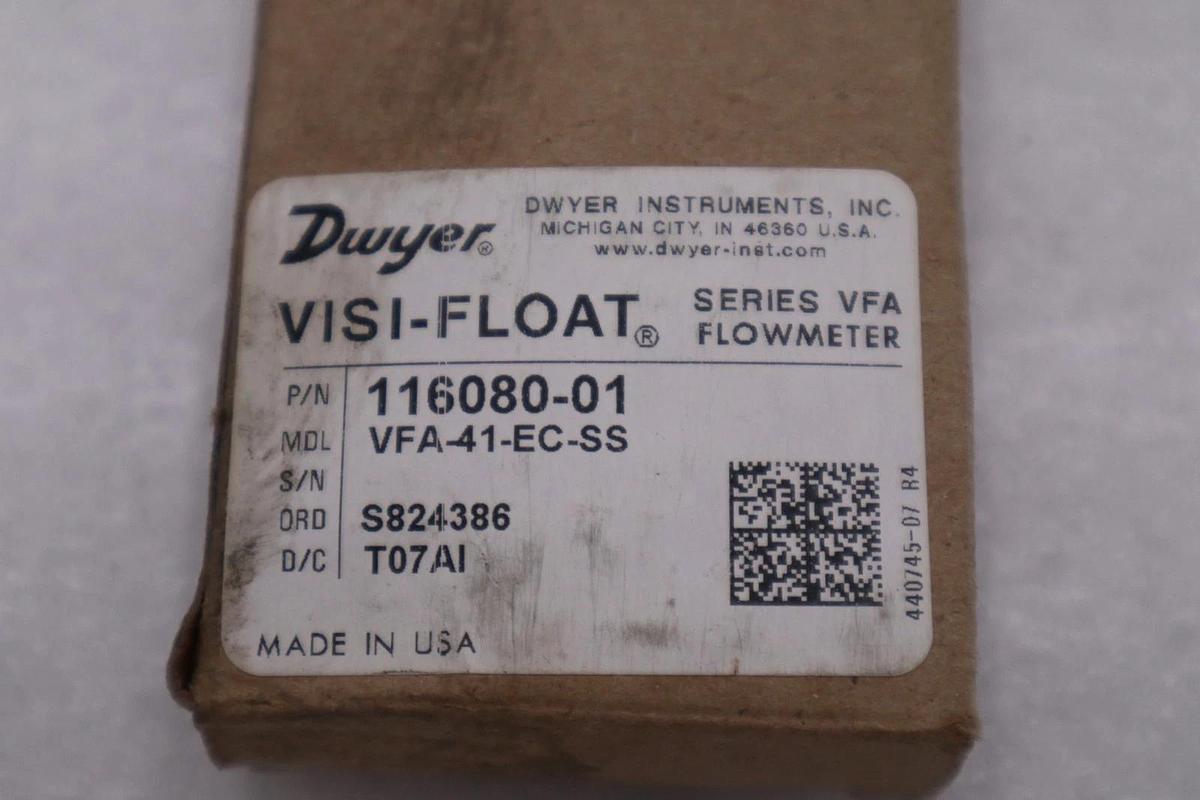 Dwyer®
DWYER INSTRUMENTS, INC.
MICHIGAN CITY, IN 46360 U.S.A.
www.dwyer-inst.com
VISI-FLOAT®
SERIES VFA
FLOWMETER
P/N 116080-01
MDL VFA-41-EC-SS
S/N
ORD S824386
D/C T07AI
MADE IN USA
440745-07 R4